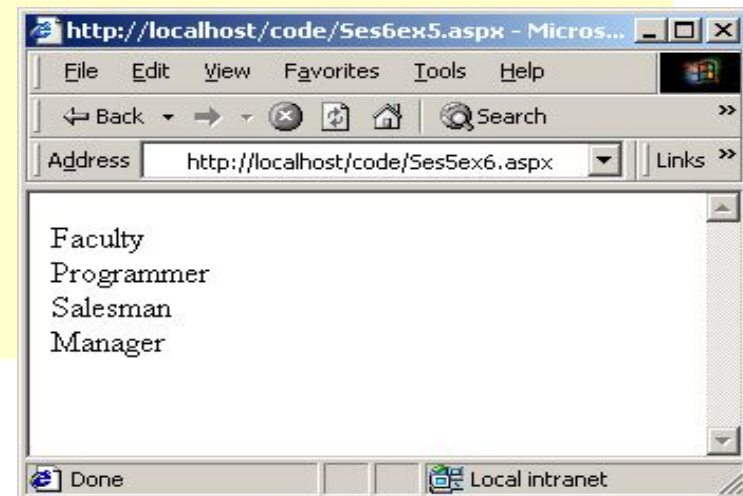 http://localhost/code/Ses6ex5.aspx - Micros...
File Edit View Favorites Tools Help
Back Search »
Address http://localhost/code/Ses5ex6.aspx Links »
Faculty
Programmer
Salesman
Manager
Done Local intranet